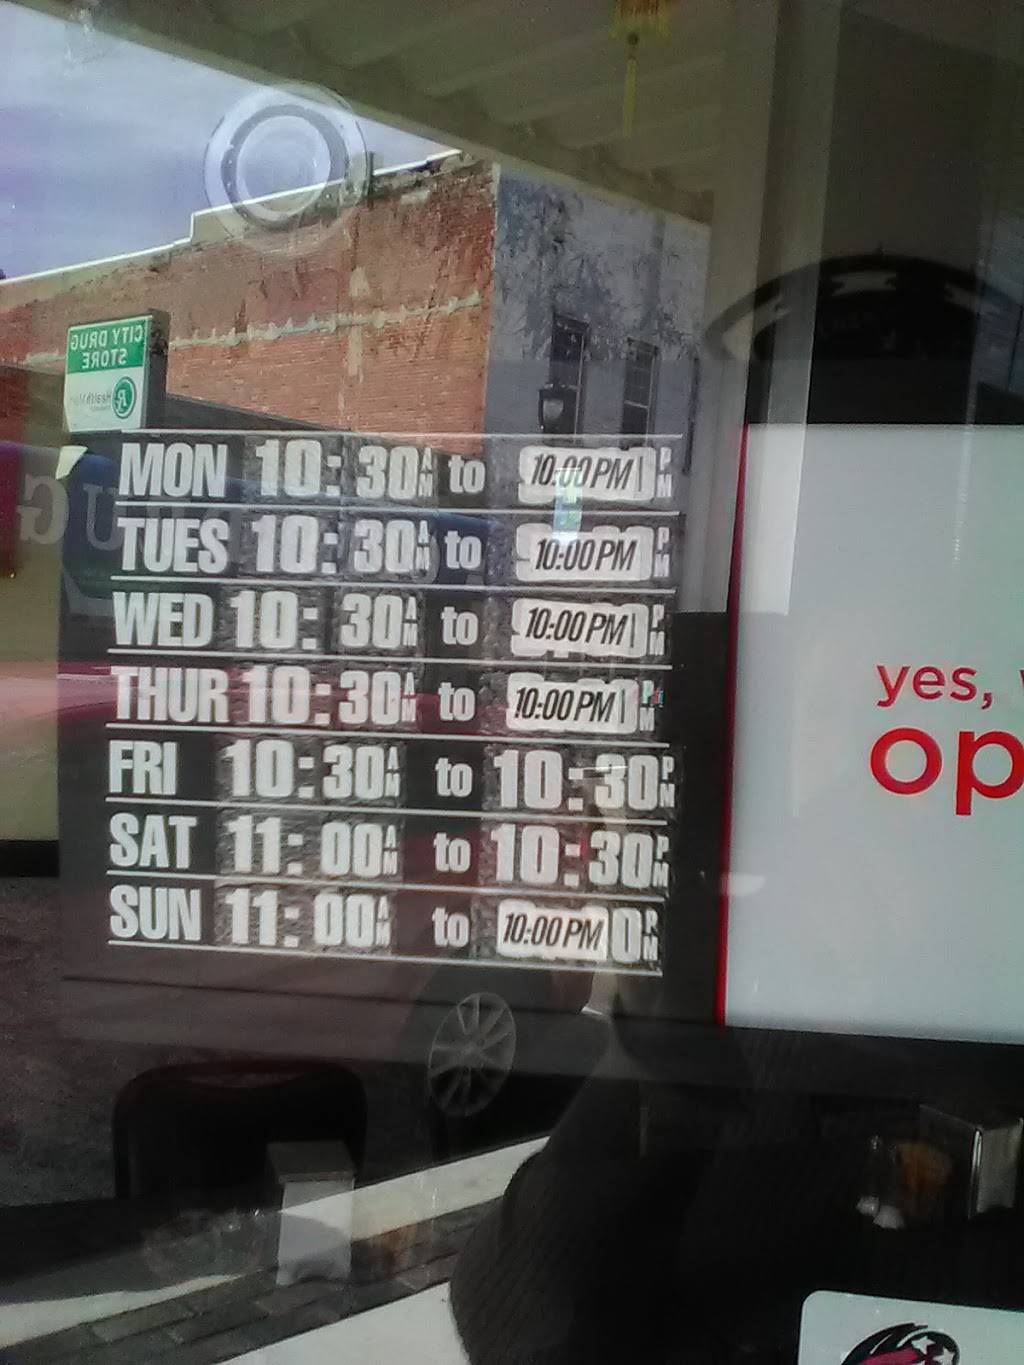 CITY DRUG
STORE
MON 10:30AM to 10:00PM
TUES 10:30AM to 10:00PM
WED 10:30AM to 10:00PM
THUR 10:30AM to 10:00PM
FRI 10:30AM to 10:30PM
SAT 11:00AM to 10:30PM
SUN 11:00AM to 10:00PM
yes,
op